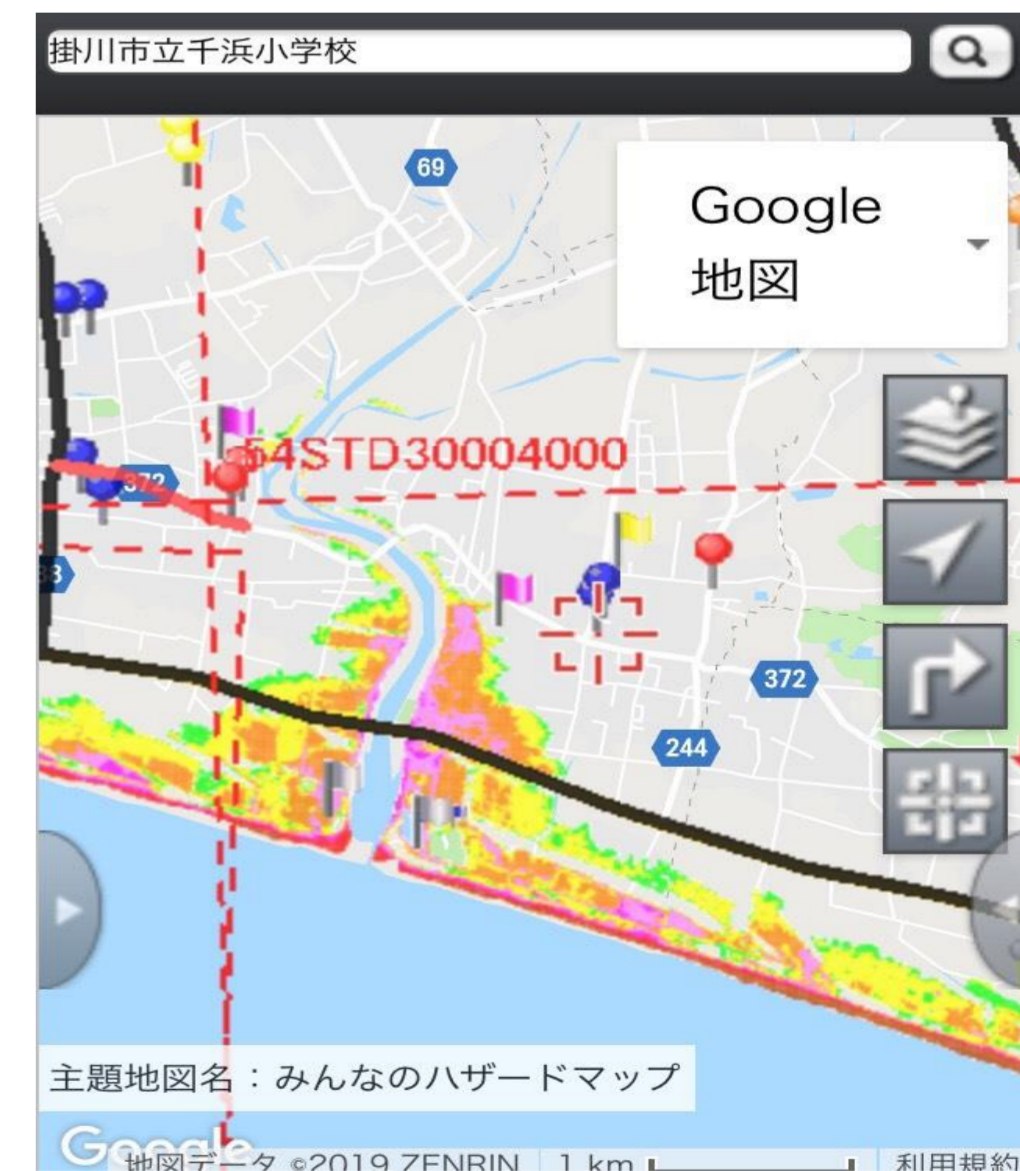 掛川市立千浜小学校
69
Google
地図
54STD30004000
372
38
372
244
主題地図名：みんなのハザードマップ
Google
地図データ ©2019 ZENRIN
1 km
利用規約